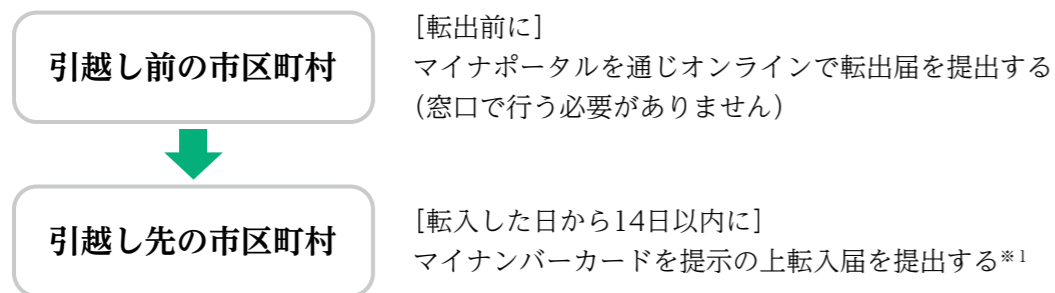 引越し前の市区町村
[転出前に]
マイナポータルを通じオンラインで転出届を提出する
(窓口で行う必要がありません)
引越し先の市区町村
[転入した日から14日以内に]
マイナンバーカードを提示の上転入届を提出する※1